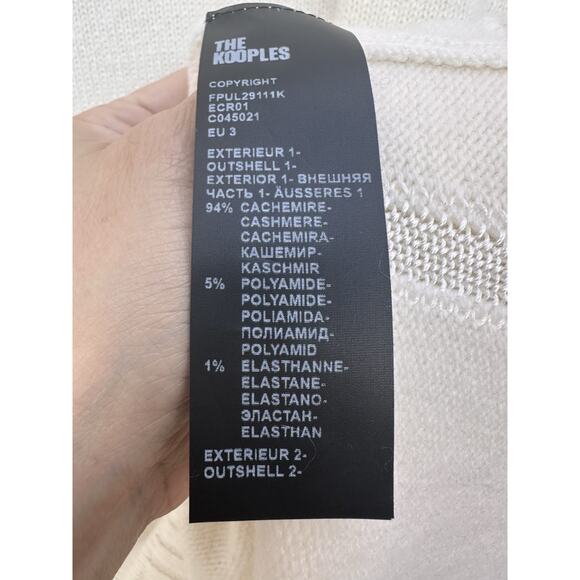 THE
KOOPLES
COPYRIGHT
FPUL29111K
ECR01
C045021
EU 3
EXTERIEUR 1-
OUTSHELL 1-
EXTERIOR 1- ВНЕШНЯЯ
ЧАСТЬ 1- ÄUSSERES 1
94% CACHEMIRE-
CASHMERE-
CACHEMIRA-
КАШЕМИР-
KASCHMIR
5% POLYAMIDE-
POLYAMIDE-
POLIAMIDA-
ПОЛИАМИД-
POLYAMID
1% ELASTHANNE-
ELASTANE-
ELASTANO-
ЭЛАСТАН-
ELASTHAN
EXTERIEUR 2-
OUTSHELL 2-